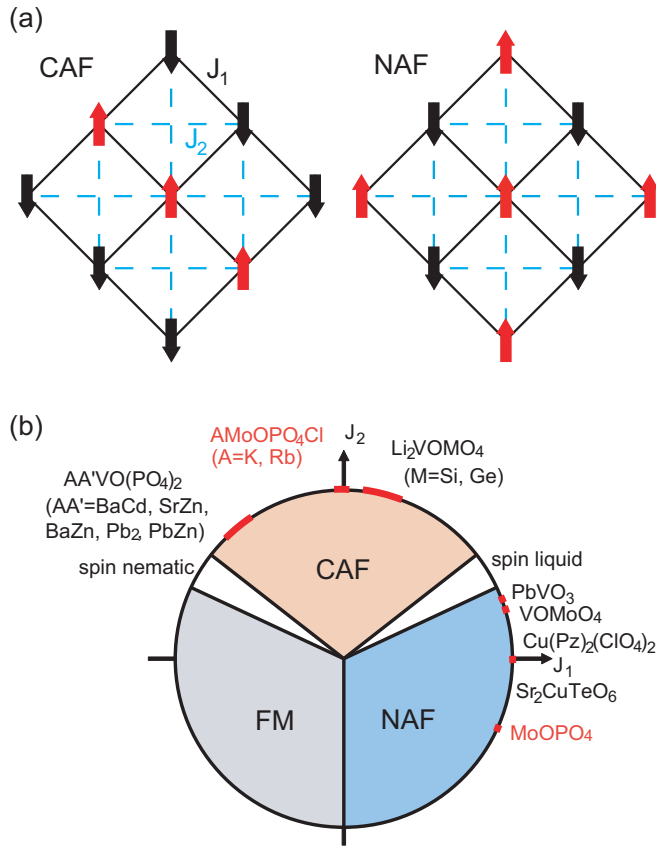 (a)
CAF
J₁
J₂
NAF
(b)
AMoOPO₄Cl
(A=K, Rb)
J₂
Li₂VOMO₄
(M=Si, Ge)
AA'VO(PO₄)₂
(AA'=BaCd, SrZn,
BaZn, Pb₂, PbZn)
spin nematic
CAF
spin liquid
PbVO₃
VOMoO₄
Cu(Pz)₂(ClO₄)₂
J₁
Sr₂CuTeO₆
FM
NAF
MoOPO₄